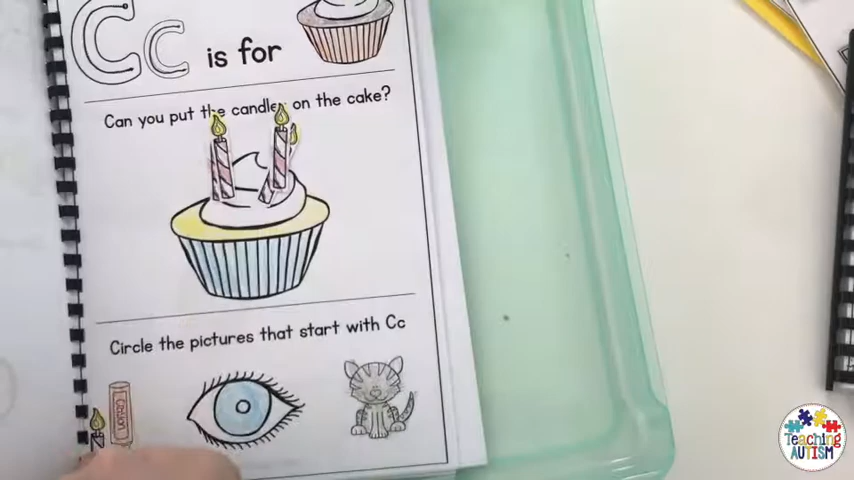 Cc is for
Can you put the candles on the cake?
Circle the pictures that start with Cc
Crayon
Teaching
AUTISM